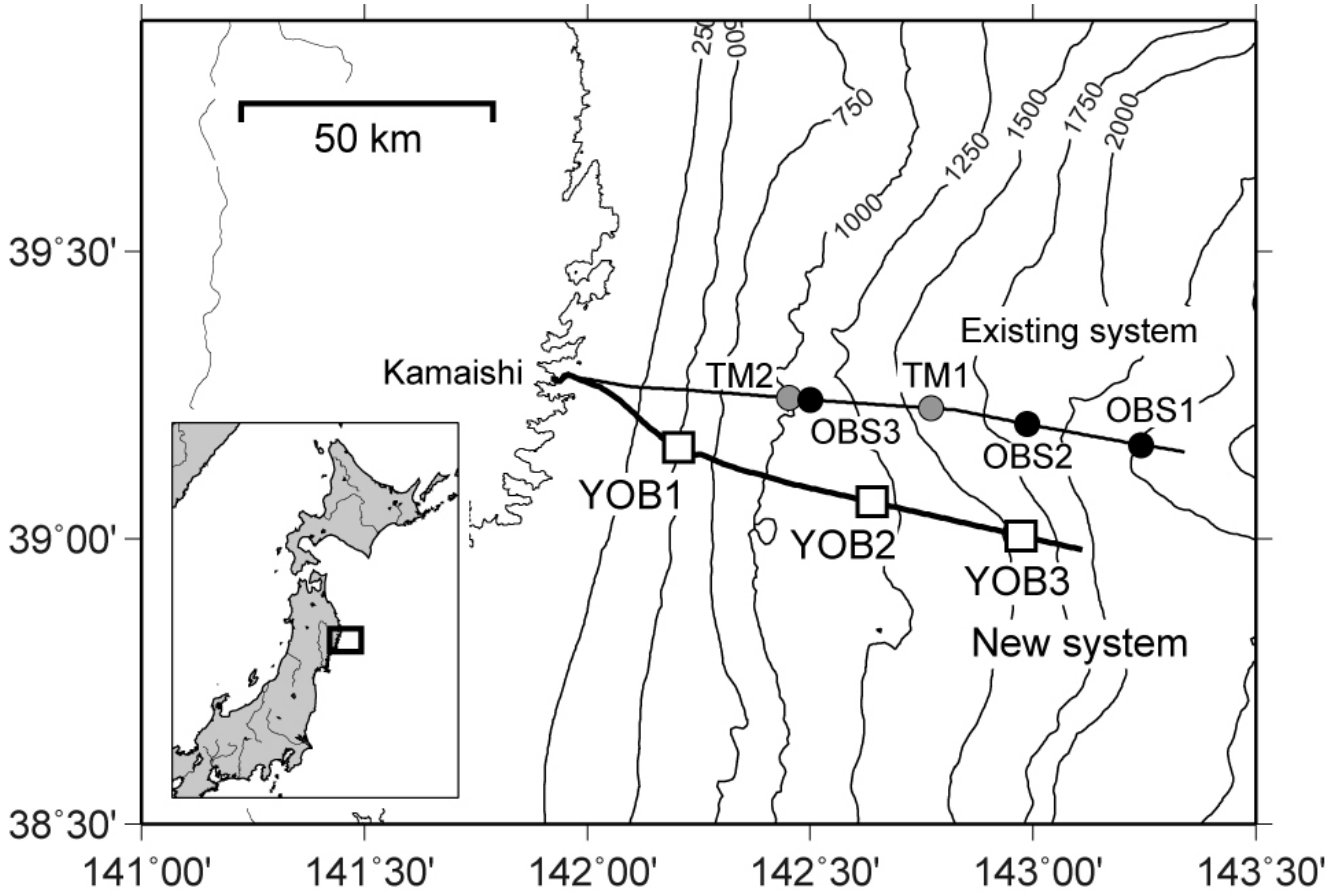 250
500
750
1000
1250
1500
1750
2000
50 km
39°30'
Existing system
Kamaishi
TM2
TM1
OBS1
OBS3
OBS2
YOB1
YOB2
39°00'
YOB3
New system
38°30'
141°00'
141°30'
142°00'
142°30'
143°00'
143°30'